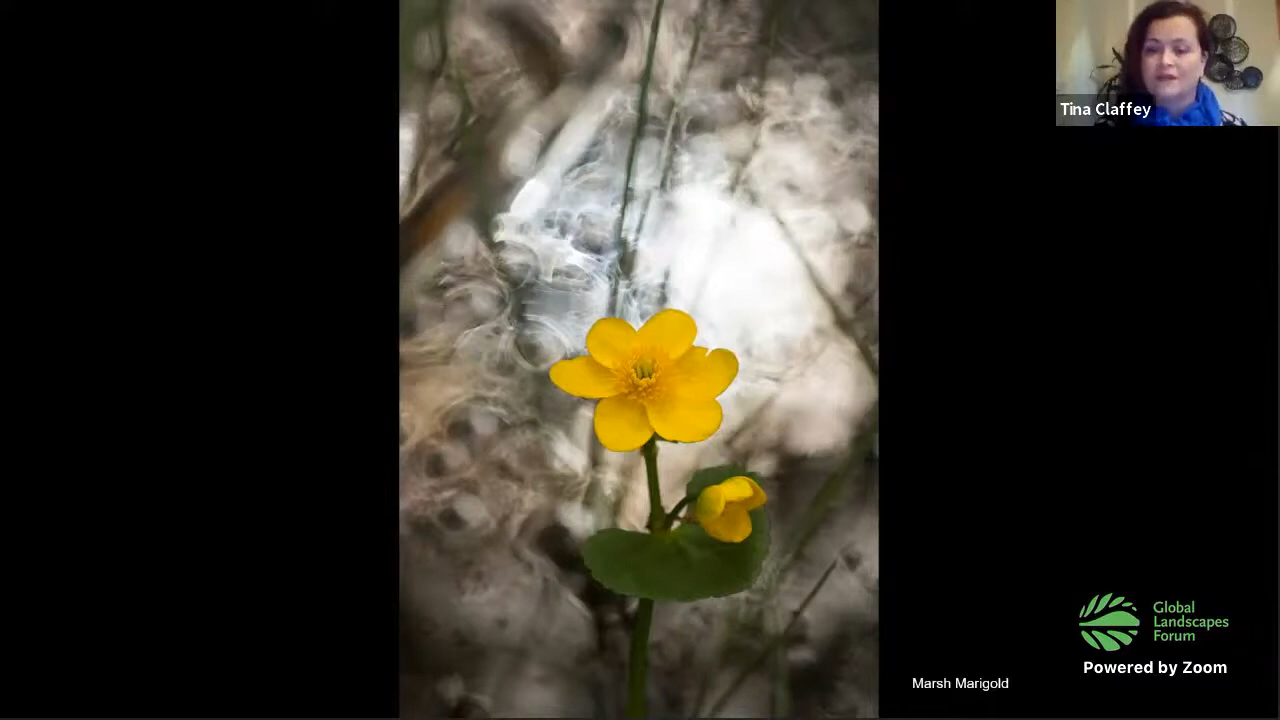 Tina Claffey
Global
Landscapes
Forum
Powered by Zoom
Marsh Marigold